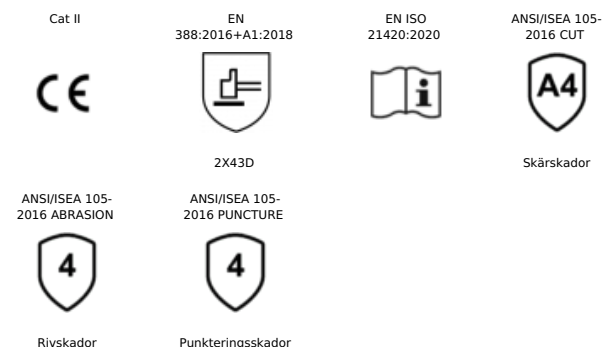 Cat II
EN
388:2016+A1:2018
EN ISO
21420:2020
ANSI/ISEA 105-
2016 CUT
CE
i
A4
2X43D
Skärskador
ANSI/ISEA 105-
2016 ABRASION
ANSI/ISEA 105-
2016 PUNCTURE
4
4
Rivskador
Punkteringsskador